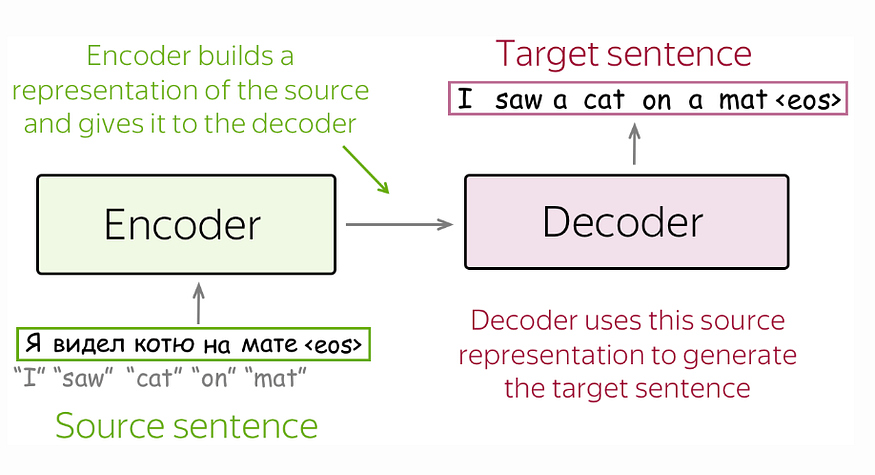 Encoder builds a
representation of the source
and gives it to the decoder
Target sentence
I saw a cat on a mat <eos>
Encoder
Decoder
Я видел котю на мате <eos>
"I" "saw" "cat" "on" "mat"
Source sentence
Decoder uses this source
representation to generate
the target sentence